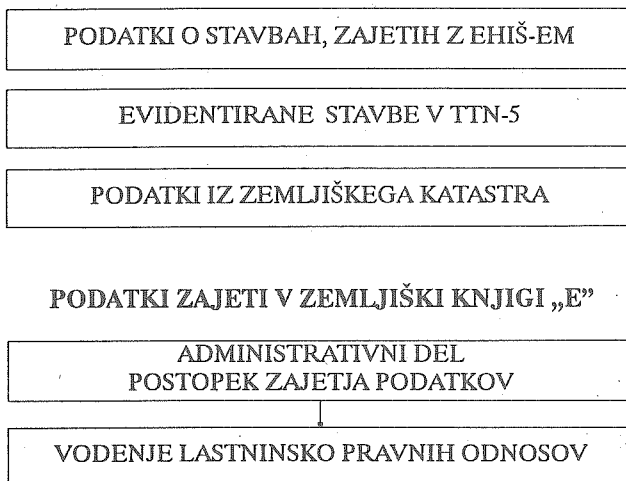 PODATKI O STAVBAH, ZAJETIH Z EHIŠ-EM
EVIDENTIRANE STAVBE V TTN-5
PODATKI IZ ZEMLJIŠKEGA KATASTRA
PODATKI ZAJETI V ZEMLJIŠKI KNJIGI „E”
ADMINISTRATIVNI DEL
POSTOPEK ZAJETJA PODATKOV
VODENJE LASTNINSKO PRAVNIH ODNOSOV